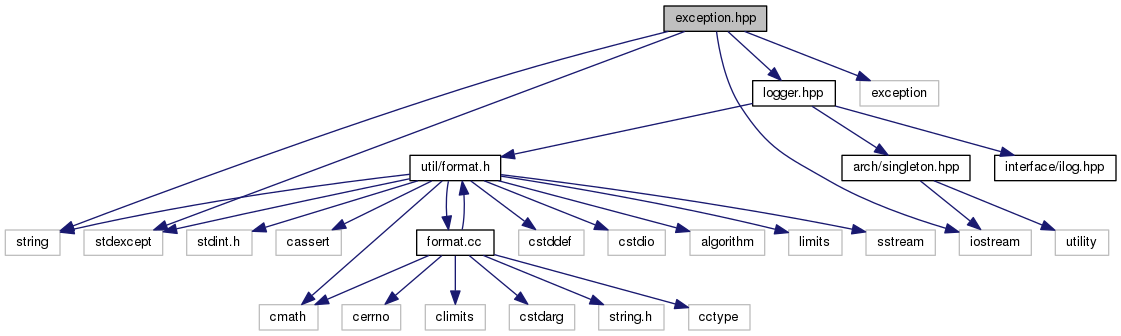 exception.hpp
logger.hpp
exception
util/format.h
arch/singleton.hpp
interface/ilog.hpp
string
stdexcept
stdint.h
cassert
format.cc
cstddef
cstdio
algorithm
limits
sstream
iostream
utility
cmath
cerrno
climits
cstdarg
string.h
cctype